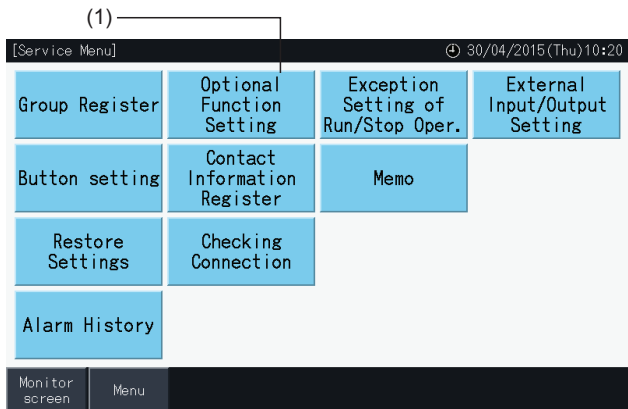 (1)
[Service Menu]
30/04/2015(Thu)10:20
Group Register
Optional
Function
Setting
Exception
Setting of
Run/Stop Oper.
External
Input/Output
Setting
Button setting
Contact
Information
Register
Memo
Restore
Settings
Checking
Connection
Alarm History
Monitor
screen
Menu